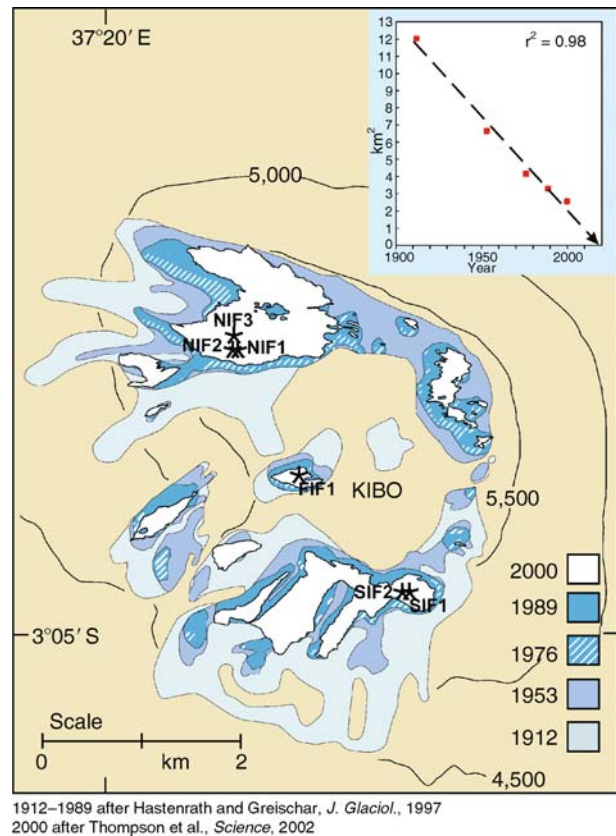 37°20′ E
13
12
11
10
9
8
7
6
5
4
3
2
1
0
km²
r² = 0.98
1900
1950
2000
Year
5,000
NIF3
NIF2
NIF1
FIF1
KIBO
5,500
SIF2
SIF1
3°05′ S
2000
1989
1976
1953
1912
Scale
0
km
2
4,500
1912–1989 after Hastenrath and Greischar, J. Glaciol., 1997
2000 after Thompson et al., Science, 2002